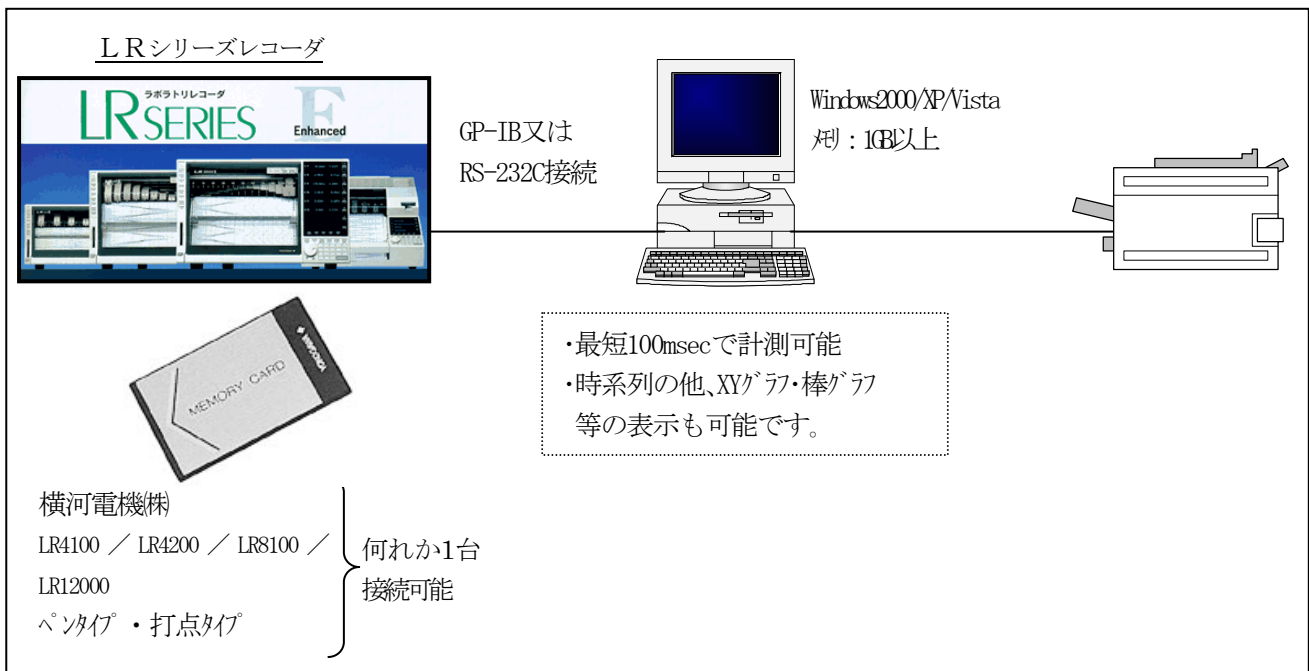 ＬＲシリーズレコーダ
ラボラトリレコーダ
LR SERIES
E
Enhanced
GP-IB又は
RS-232C接続
Windows2000/XP/Vista
ﾒﾓﾘ：1GB以上
MEMORY CARD
YOKOGAWA
・最短100msecで計測可能
・時系列の他、XYｸﾞﾗﾌ・棒ｸﾞﾗﾌ
等の表示も可能です。
横河電機㈱
LR4100 ／ LR4200 ／ LR8100 ／
LR12000
ﾍﾟﾝﾀｲﾌﾟ ・打点ﾀｲﾌﾟ
何れか1台
接続可能